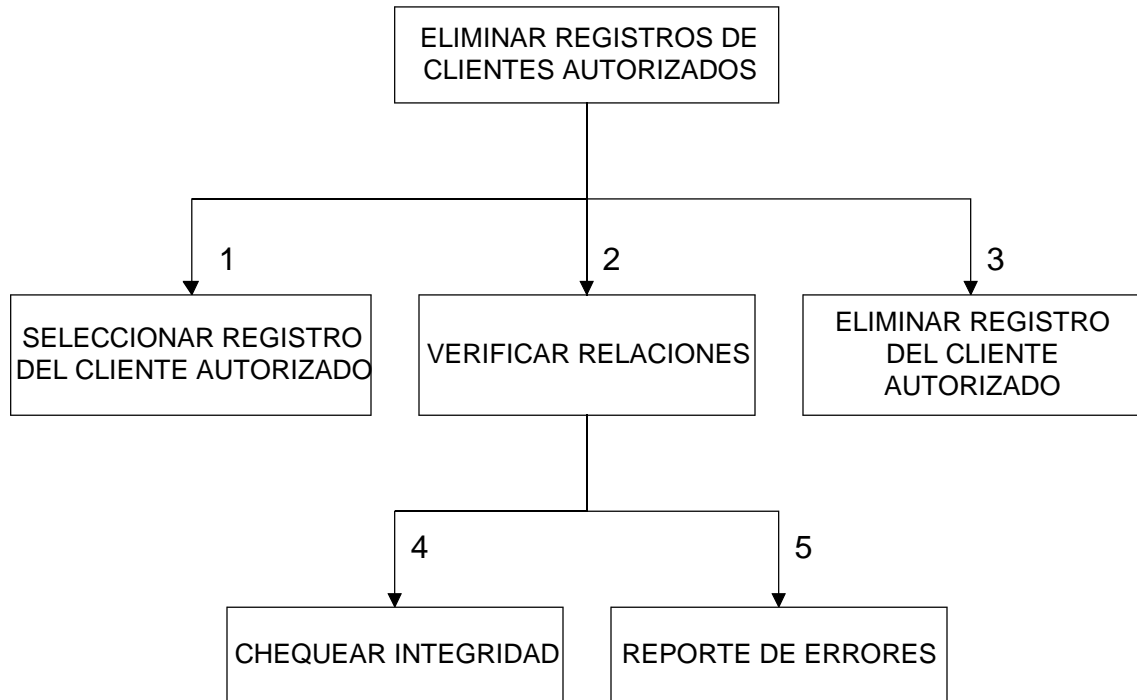 ELIMINAR REGISTROS DE
CLIENTES AUTORIZADOS
1
2
3
SELECCIONAR REGISTRO
DEL CLIENTE AUTORIZADO
VERIFICAR RELACIONES
ELIMINAR REGISTRO
DEL CLIENTE
AUTORIZADO
4
5
CHEQUEAR INTEGRIDAD
REPORTE DE ERRORES